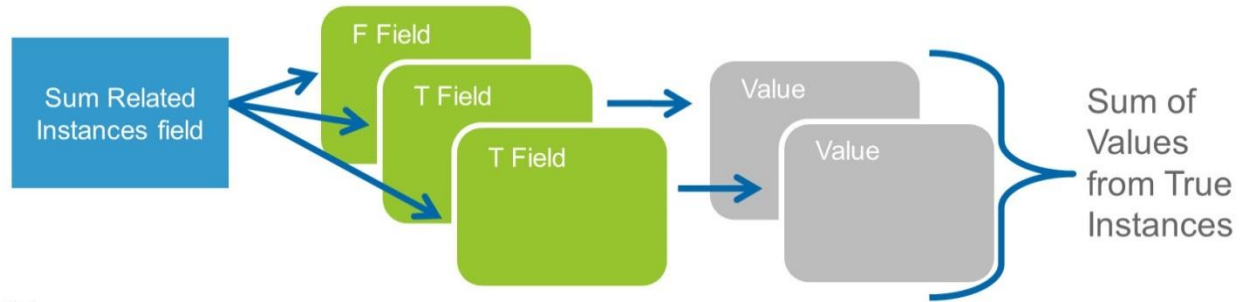 Sum Related
Instances field
F Field
T Field
T Field
Value
Value
Sum of
Values
from True
Instances